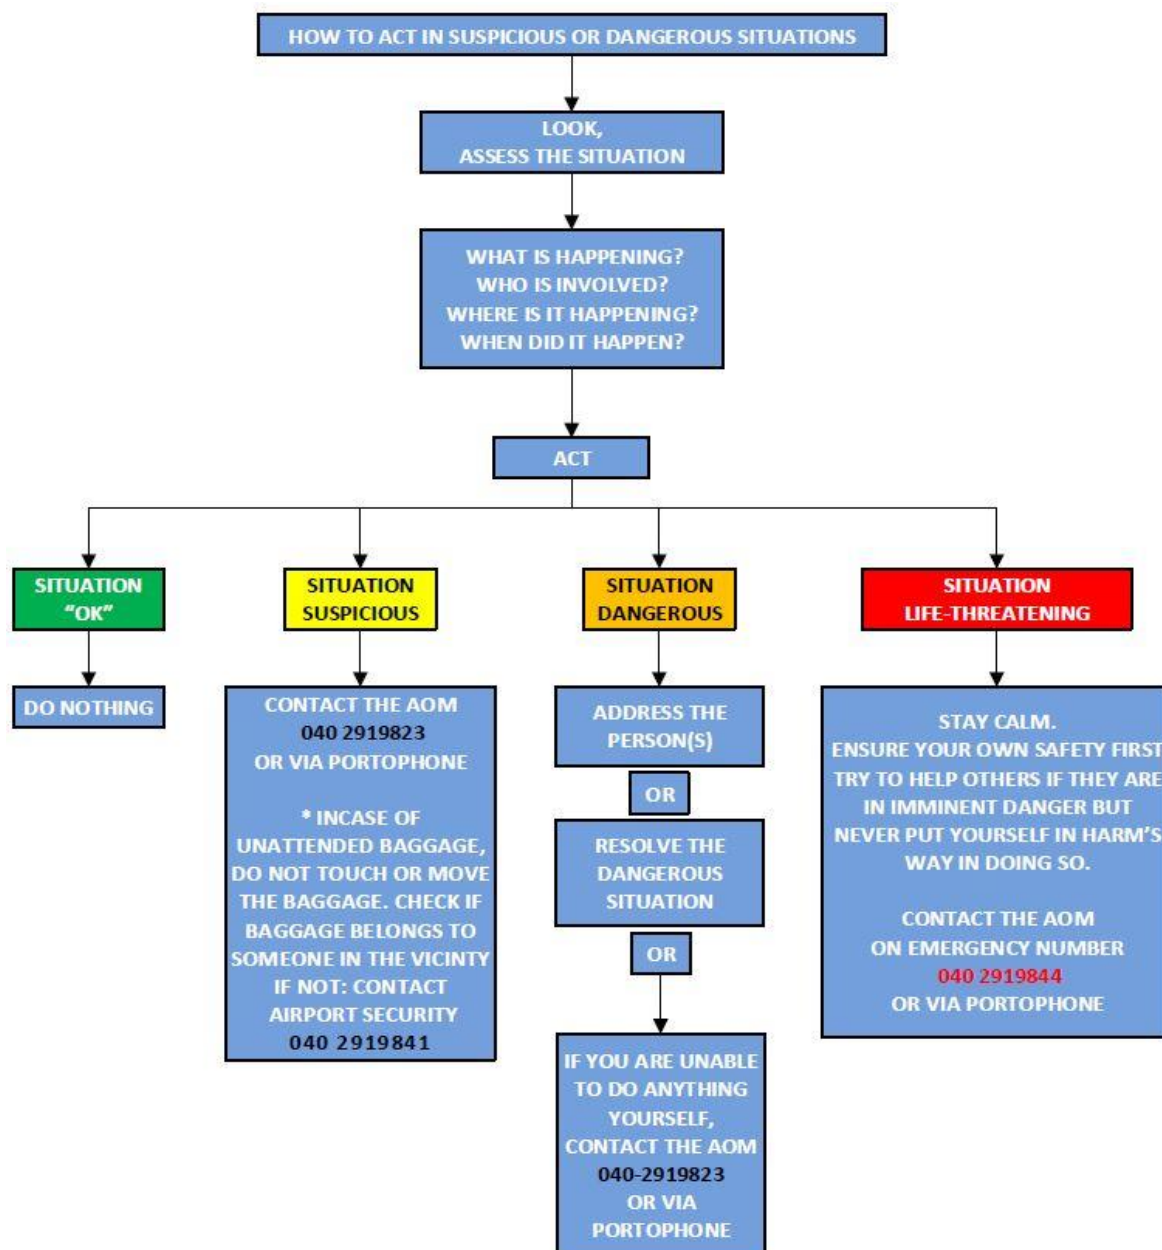 HOW TO ACT IN SUSPICIOUS OR DANGEROUS SITUATIONS
LOOK,
ASSESS THE SITUATION
WHAT IS HAPPENING?
WHO IS INVOLVED?
WHERE IS IT HAPPENING?
WHEN DID IT HAPPEN?
ACT
SITUATION
“OK”
DO NOTHING
SITUATION
SUSPICIOUS
CONTACT THE AOM
040 2919823
OR VIA PORTOPHONE
* INCASE OF
UNATTENDED BAGGAGE,
DO NOT TOUCH OR MOVE
THE BAGGAGE. CHECK IF
BAGGAGE BELONGS TO
SOMEONE IN THE VICINTY
IF NOT: CONTACT
AIRPORT SECURITY
040 2919841
SITUATION
DANGEROUS
ADDRESS THE
PERSON(S)
OR
RESOLVE THE
DANGEROUS
SITUATION
OR
IF YOU ARE UNABLE
TO DO ANYTHING
YOURSELF,
CONTACT THE AOM
040-2919823
OR VIA
PORTOPHONE
SITUATION
LIFE-THREATENING
STAY CALM.
ENSURE YOUR OWN SAFETY FIRST
TRY TO HELP OTHERS IF THEY ARE
IN IMMINENT DANGER BUT
NEVER PUT YOURSELF IN HARM’S
WAY IN DOING SO.
CONTACT THE AOM
ON EMERGENCY NUMBER
040 2919844
OR VIA PORTOPHONE